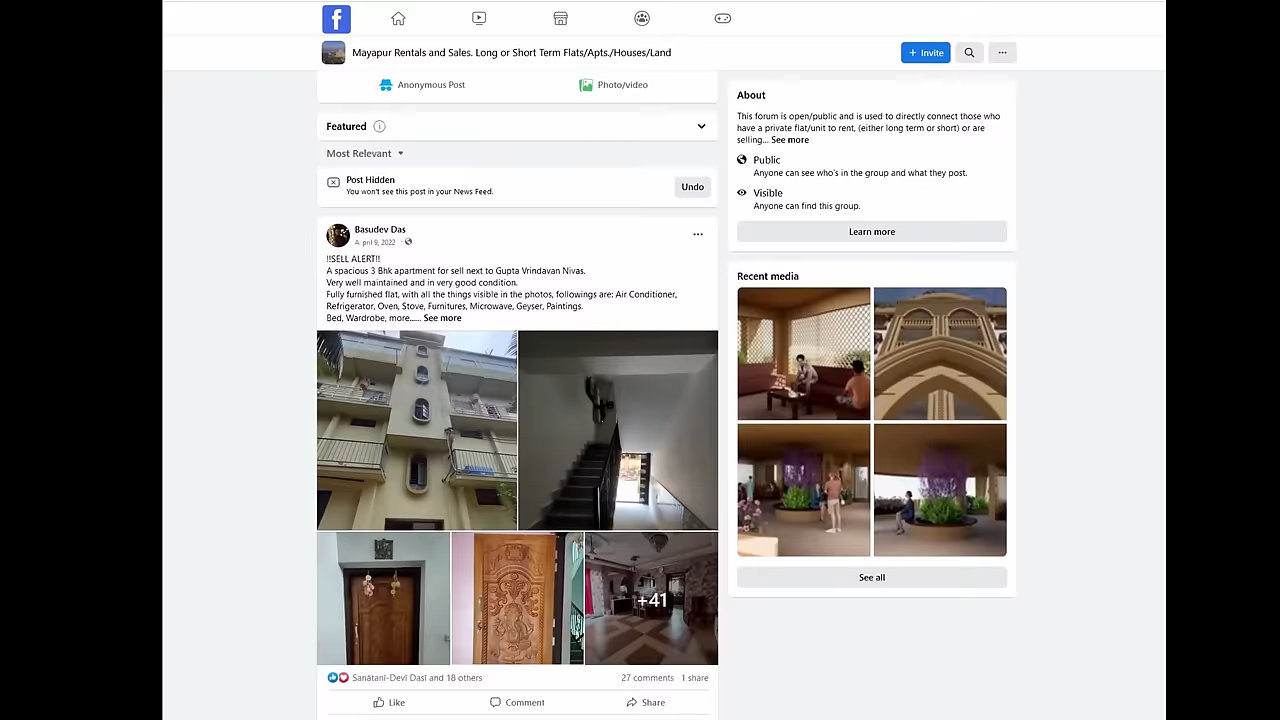 Mayapur Rentals and Sales. Long or Short Term Flats/Apts./Houses/Land
+ Invite
Anonymous Post
Photo/video
Featured
Most Relevant
Post Hidden
You won't see this post in your News Feed.
Undo
Basudev Das
April 9, 2022 ·
!!SELL ALERT!!
A spacious 3 Bhk apartment for sell next to Gupta Vrindavan Nivas.
Very well maintained and in very good condition.
Fully furnished flat, with all the things visible in the photos, followings are: Air Conditioner,
Refrigerator, Oven, Stove, Furnitures, Microwave, Geyser, Paintings.
Bed, Wardrobe, more...... See more
+41
Sanātanī-Devī Dasī and 18 others
27 comments 1 share
Like
Comment
Share
About
This forum is open/public and is used to directly connect those who
have a private flat/unit to rent, (either long term or short) or are
selling... See more
Public
Anyone can see who's in the group and what they post.
Visible
Anyone can find this group.
Learn more
Recent media
See all